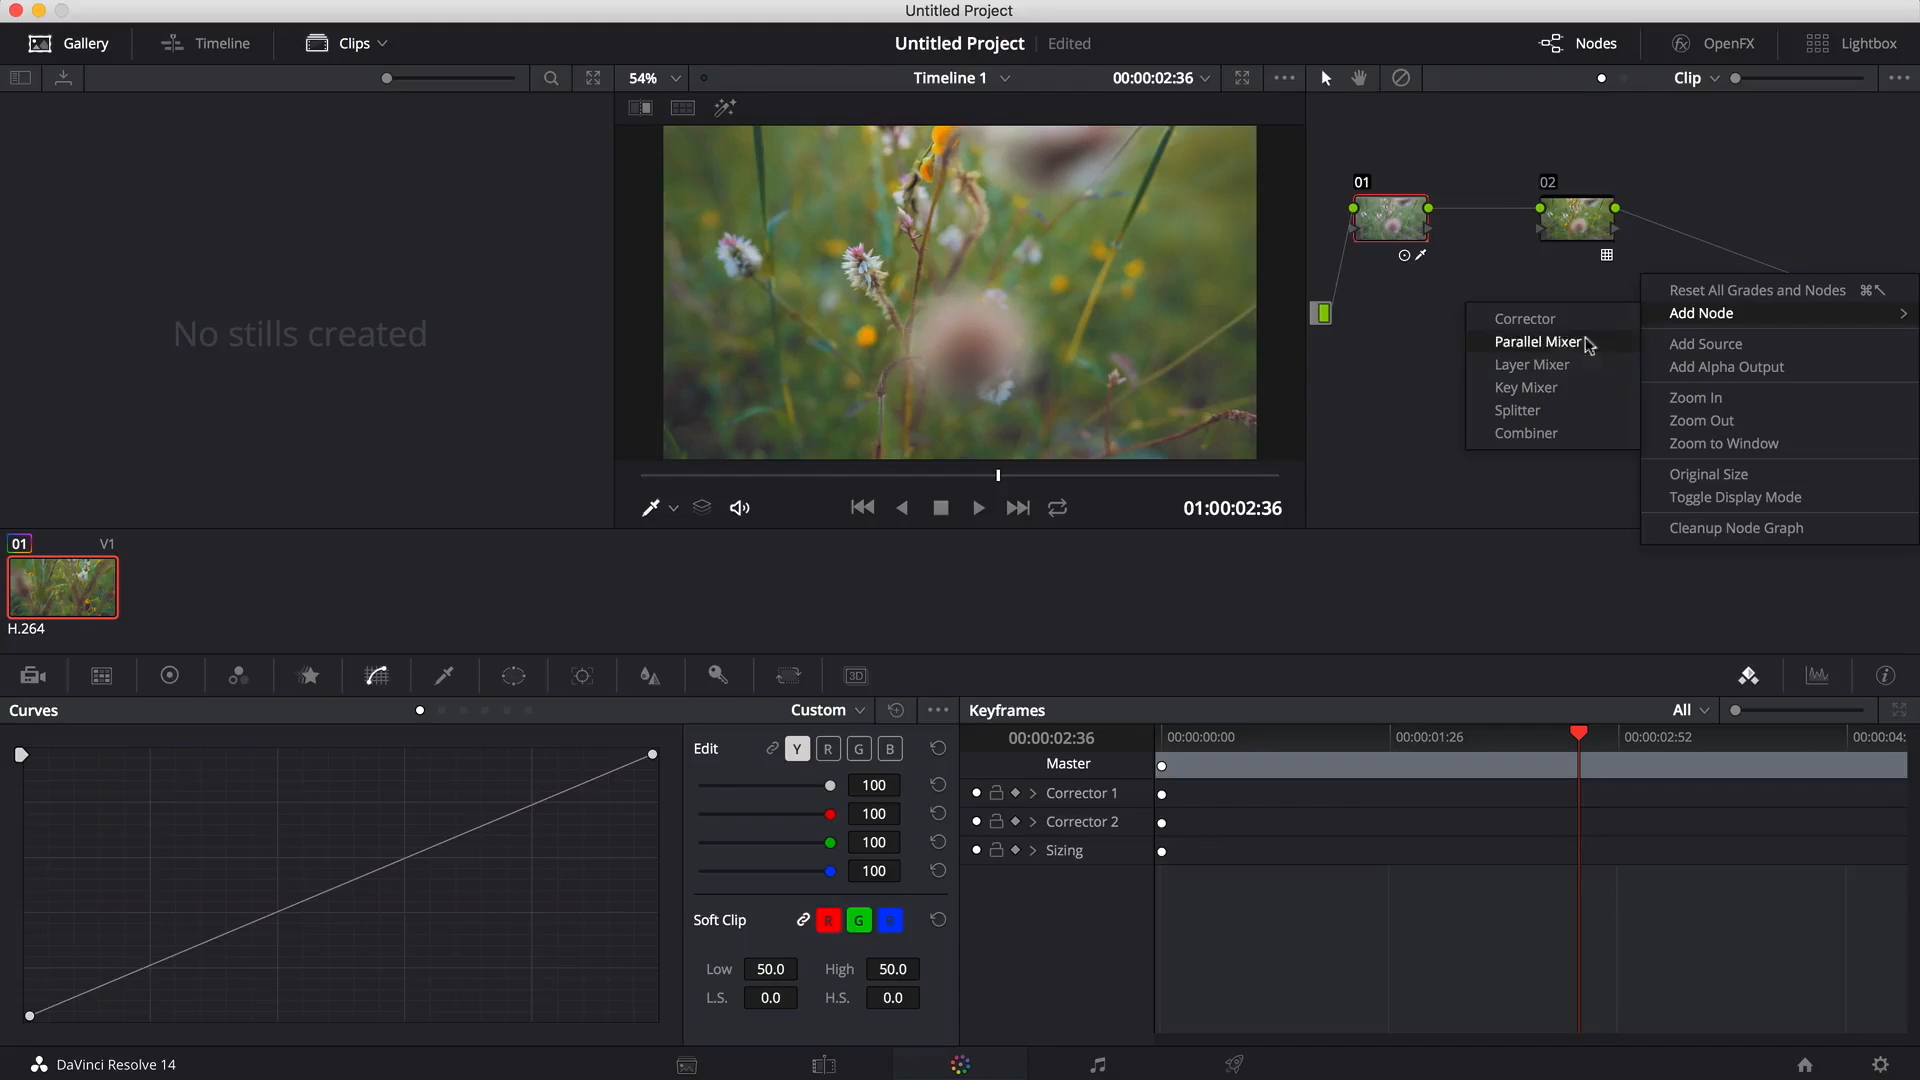 Untitled Project
Gallery
Timeline
Clips
Untitled Project
Edited
Nodes
OpenFX
Lightbox
54%
Timeline 1
00:00:02:36
Clip
No stills created
01
02
Reset All Grades and Nodes
Add Node
Add Source
Add Alpha Output
Zoom In
Zoom Out
Zoom to Window
Original Size
Toggle Display Mode
Cleanup Node Graph
Corrector
Parallel Mixer
Layer Mixer
Key Mixer
Splitter
Combiner
01:00:02:36
01
V1
H.264
3D
Curves
Custom
Edit
Y
R
G
B
100
100
100
100
Soft Clip
R
G
B
Low
50.0
High
50.0
L.S.
0.0
H.S.
0.0
Keyframes
All
00:00:02:36
00:00:00:00
00:00:01:26
00:00:02:52
00:00:04:
Master
Corrector 1
Corrector 2
Sizing
DaVinci Resolve 14